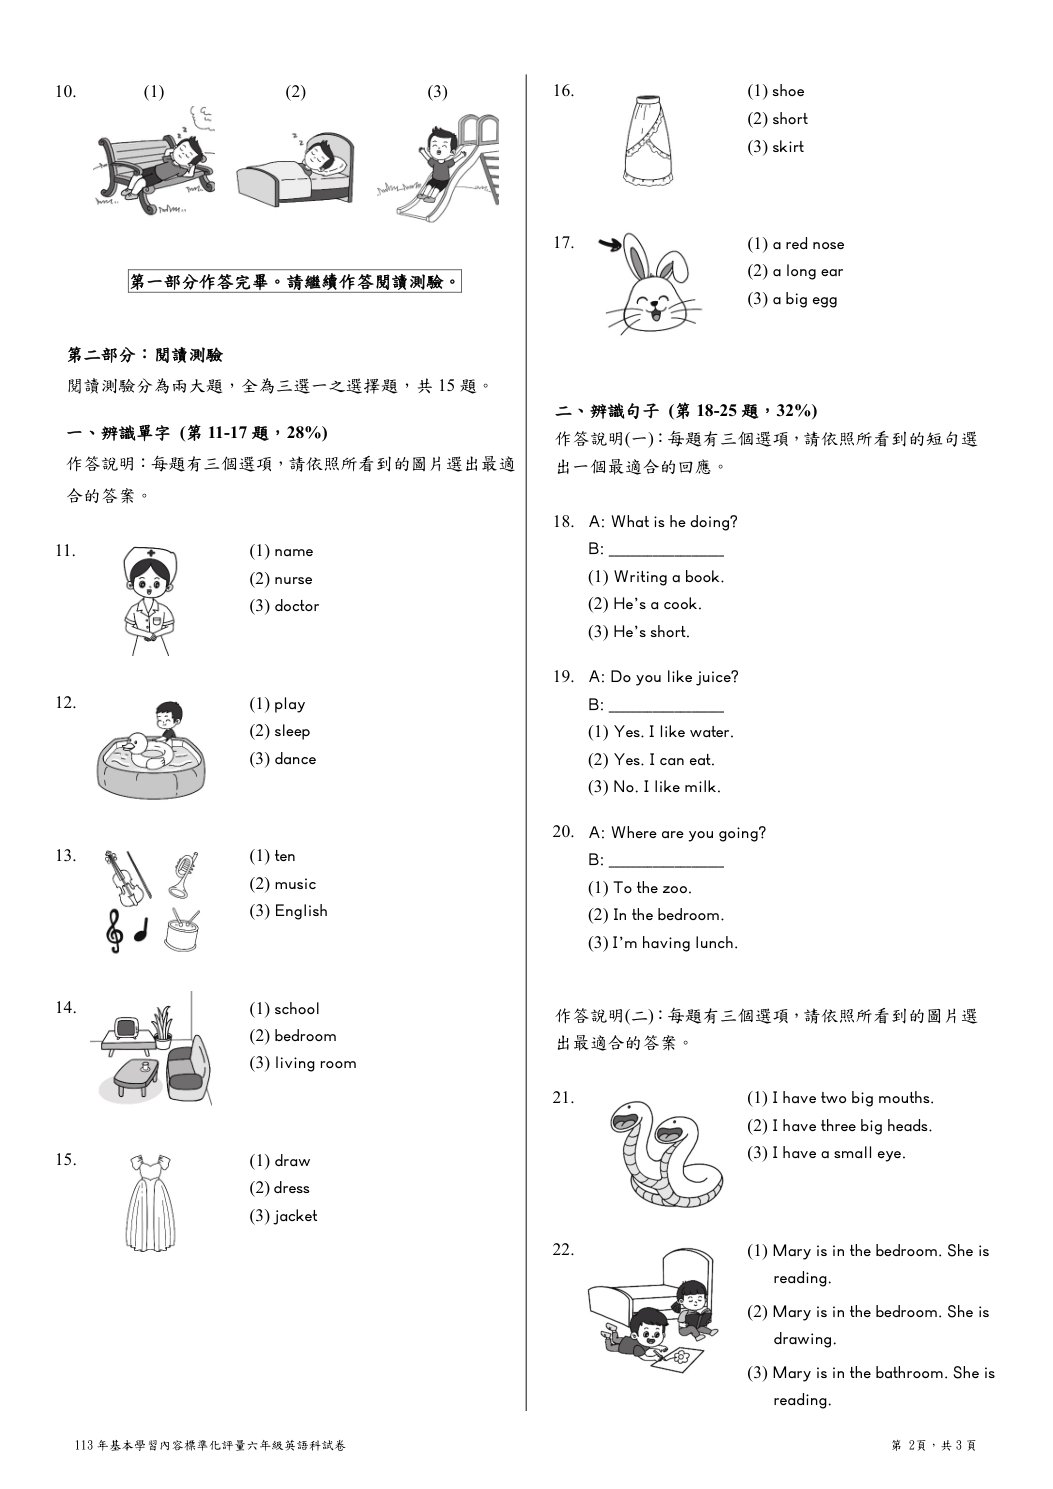 10. (1) (2) (3)
第一部分作答完畢。請繼續作答閱讀測驗。
第二部分：閱讀測驗
閱讀測驗分為兩大題，全為三選一之選擇題，共 15 題。
一、辨識單字 (第 11-17 題，28%)
作答說明：每題有三個選項，請依照所看到的圖片選出最適
合的答案。
11. (1) name
(2) nurse
(3) doctor
12. (1) play
(2) sleep
(3) dance
13. (1) ten
(2) music
(3) English
14. (1) school
(2) bedroom
(3) living room
15. (1) draw
(2) dress
(3) jacket
16. (1) shoe
(2) short
(3) skirt
17. (1) a red nose
(2) a long ear
(3) a big egg
二、辨識句子 (第 18-25 題，32%)
作答說明(一)：每題有三個選項，請依照所看到的短句選
出一個最適合的回應。
18. A: What is he doing?
B: ______________
(1) Writing a book.
(2) He's a cook.
(3) He's short.
19. A: Do you like juice?
B: ______________
(1) Yes. I like water.
(2) Yes. I can eat.
(3) No. I like milk.
20. A: Where are you going?
B: ______________
(1) To the zoo.
(2) In the bedroom.
(3) I'm having lunch.
作答說明(二)：每題有三個選項，請依照所看到的圖片選
出最適合的答案。
21. (1) I have two big mouths.
(2) I have three big heads.
(3) I have a small eye.
22. (1) Mary is in the bedroom. She is
reading.
(2) Mary is in the bedroom. She is
drawing.
(3) Mary is in the bathroom. She is
reading.
113 年基本學習內容標準化評量六年級英語科試卷
第 2頁，共 3 頁